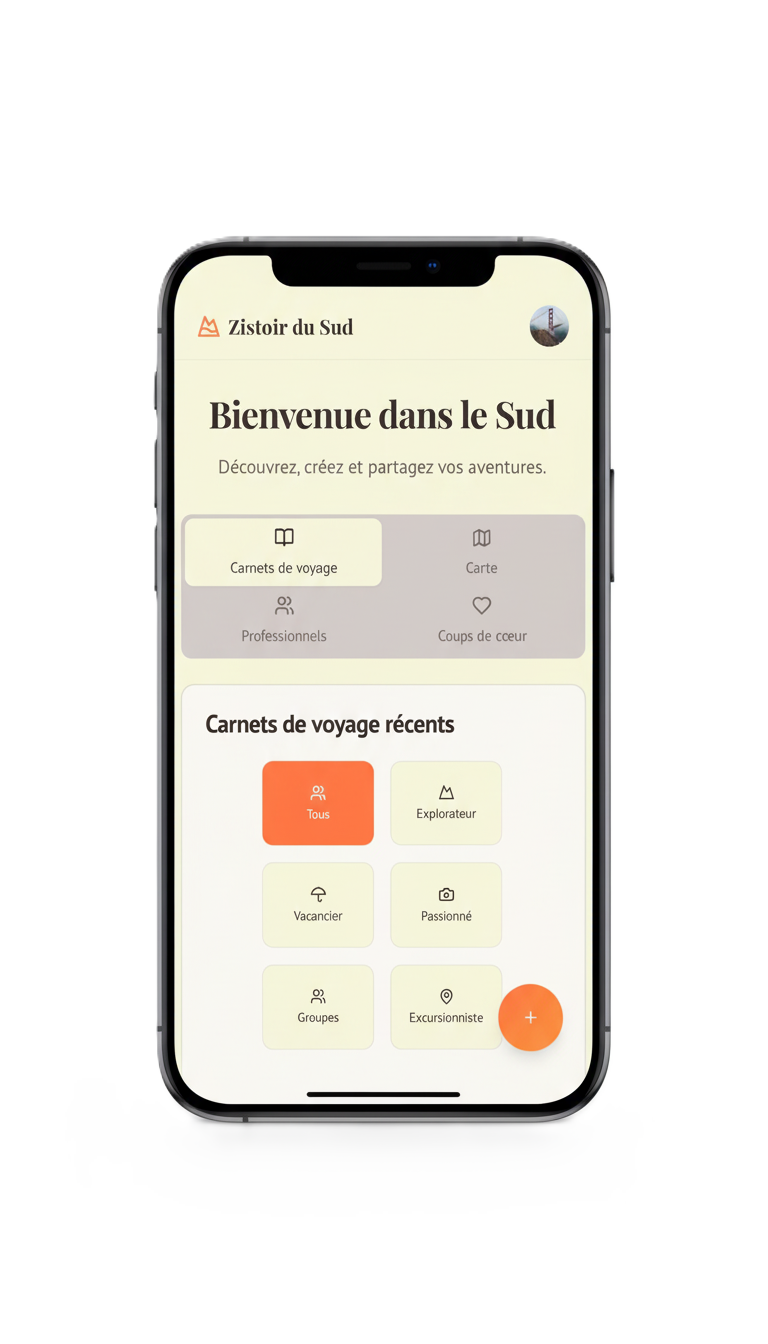 Zistoir du Sud
Bienvenue dans le Sud
Découvrez, créez et partagez vos aventures.
Carnets de voyage
Carte
Professionnels
Coups de cœur
Carnets de voyage récents
Tous
Explorateur
Vacancier
Passionné
Groupes
Excursionniste
+